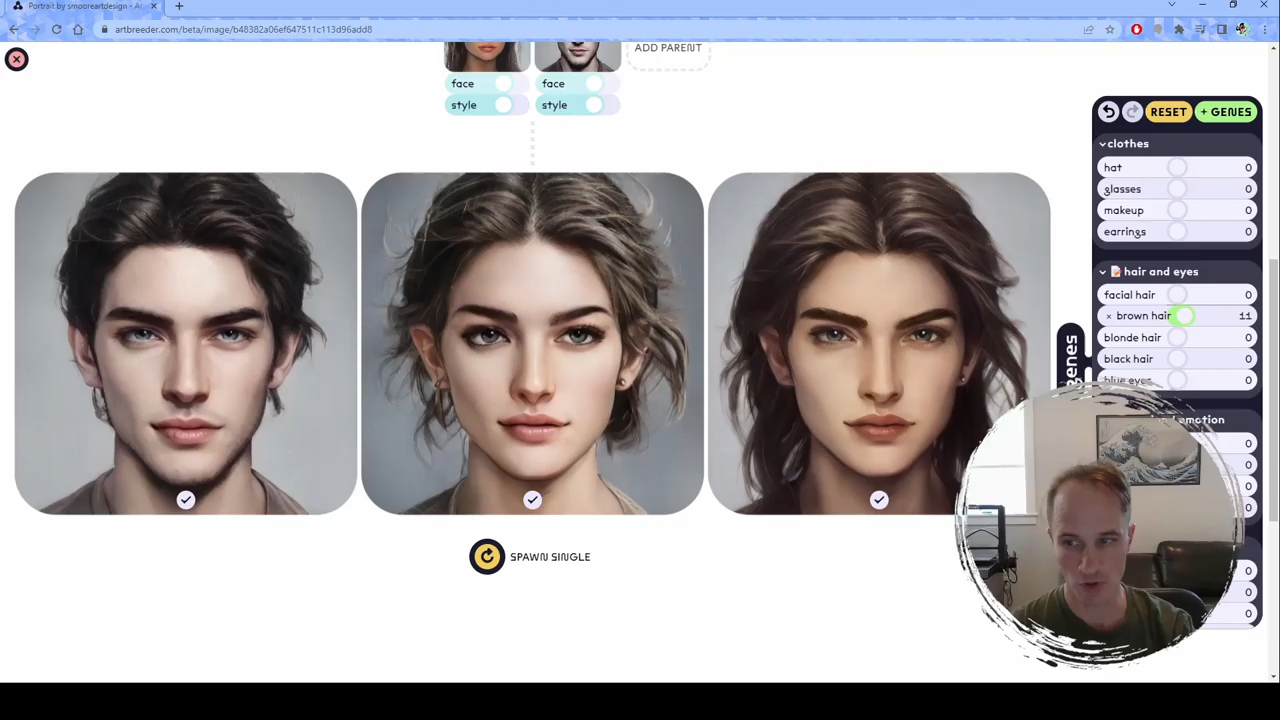 Portrait by smooreartdesign - Ar
artbreeder.com/beta/image/b48382a06ef647511c113d96add8
ADD PARENT
face
face
style
style
RESET
+ GENES
clothes
hat 0
glasses 0
makeup 0
earrings 0
hair and eyes
facial hair 0
× brown hair 11
blonde hair 0
black hair 0
blue eyes 0
genes
emotion
0
0
0
0
0
0
0
SPAWN SINGLE